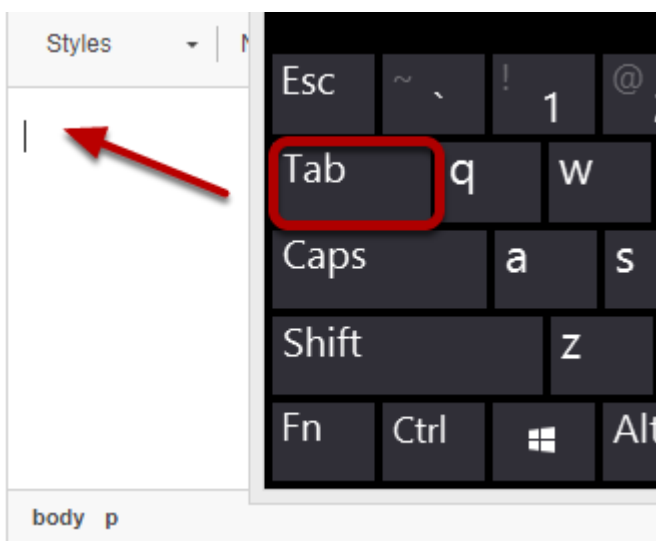 Styles
Esc ~ ` ! 1 @
Tab q w
Caps a s
Shift z
Fn Ctrl Alt
body p